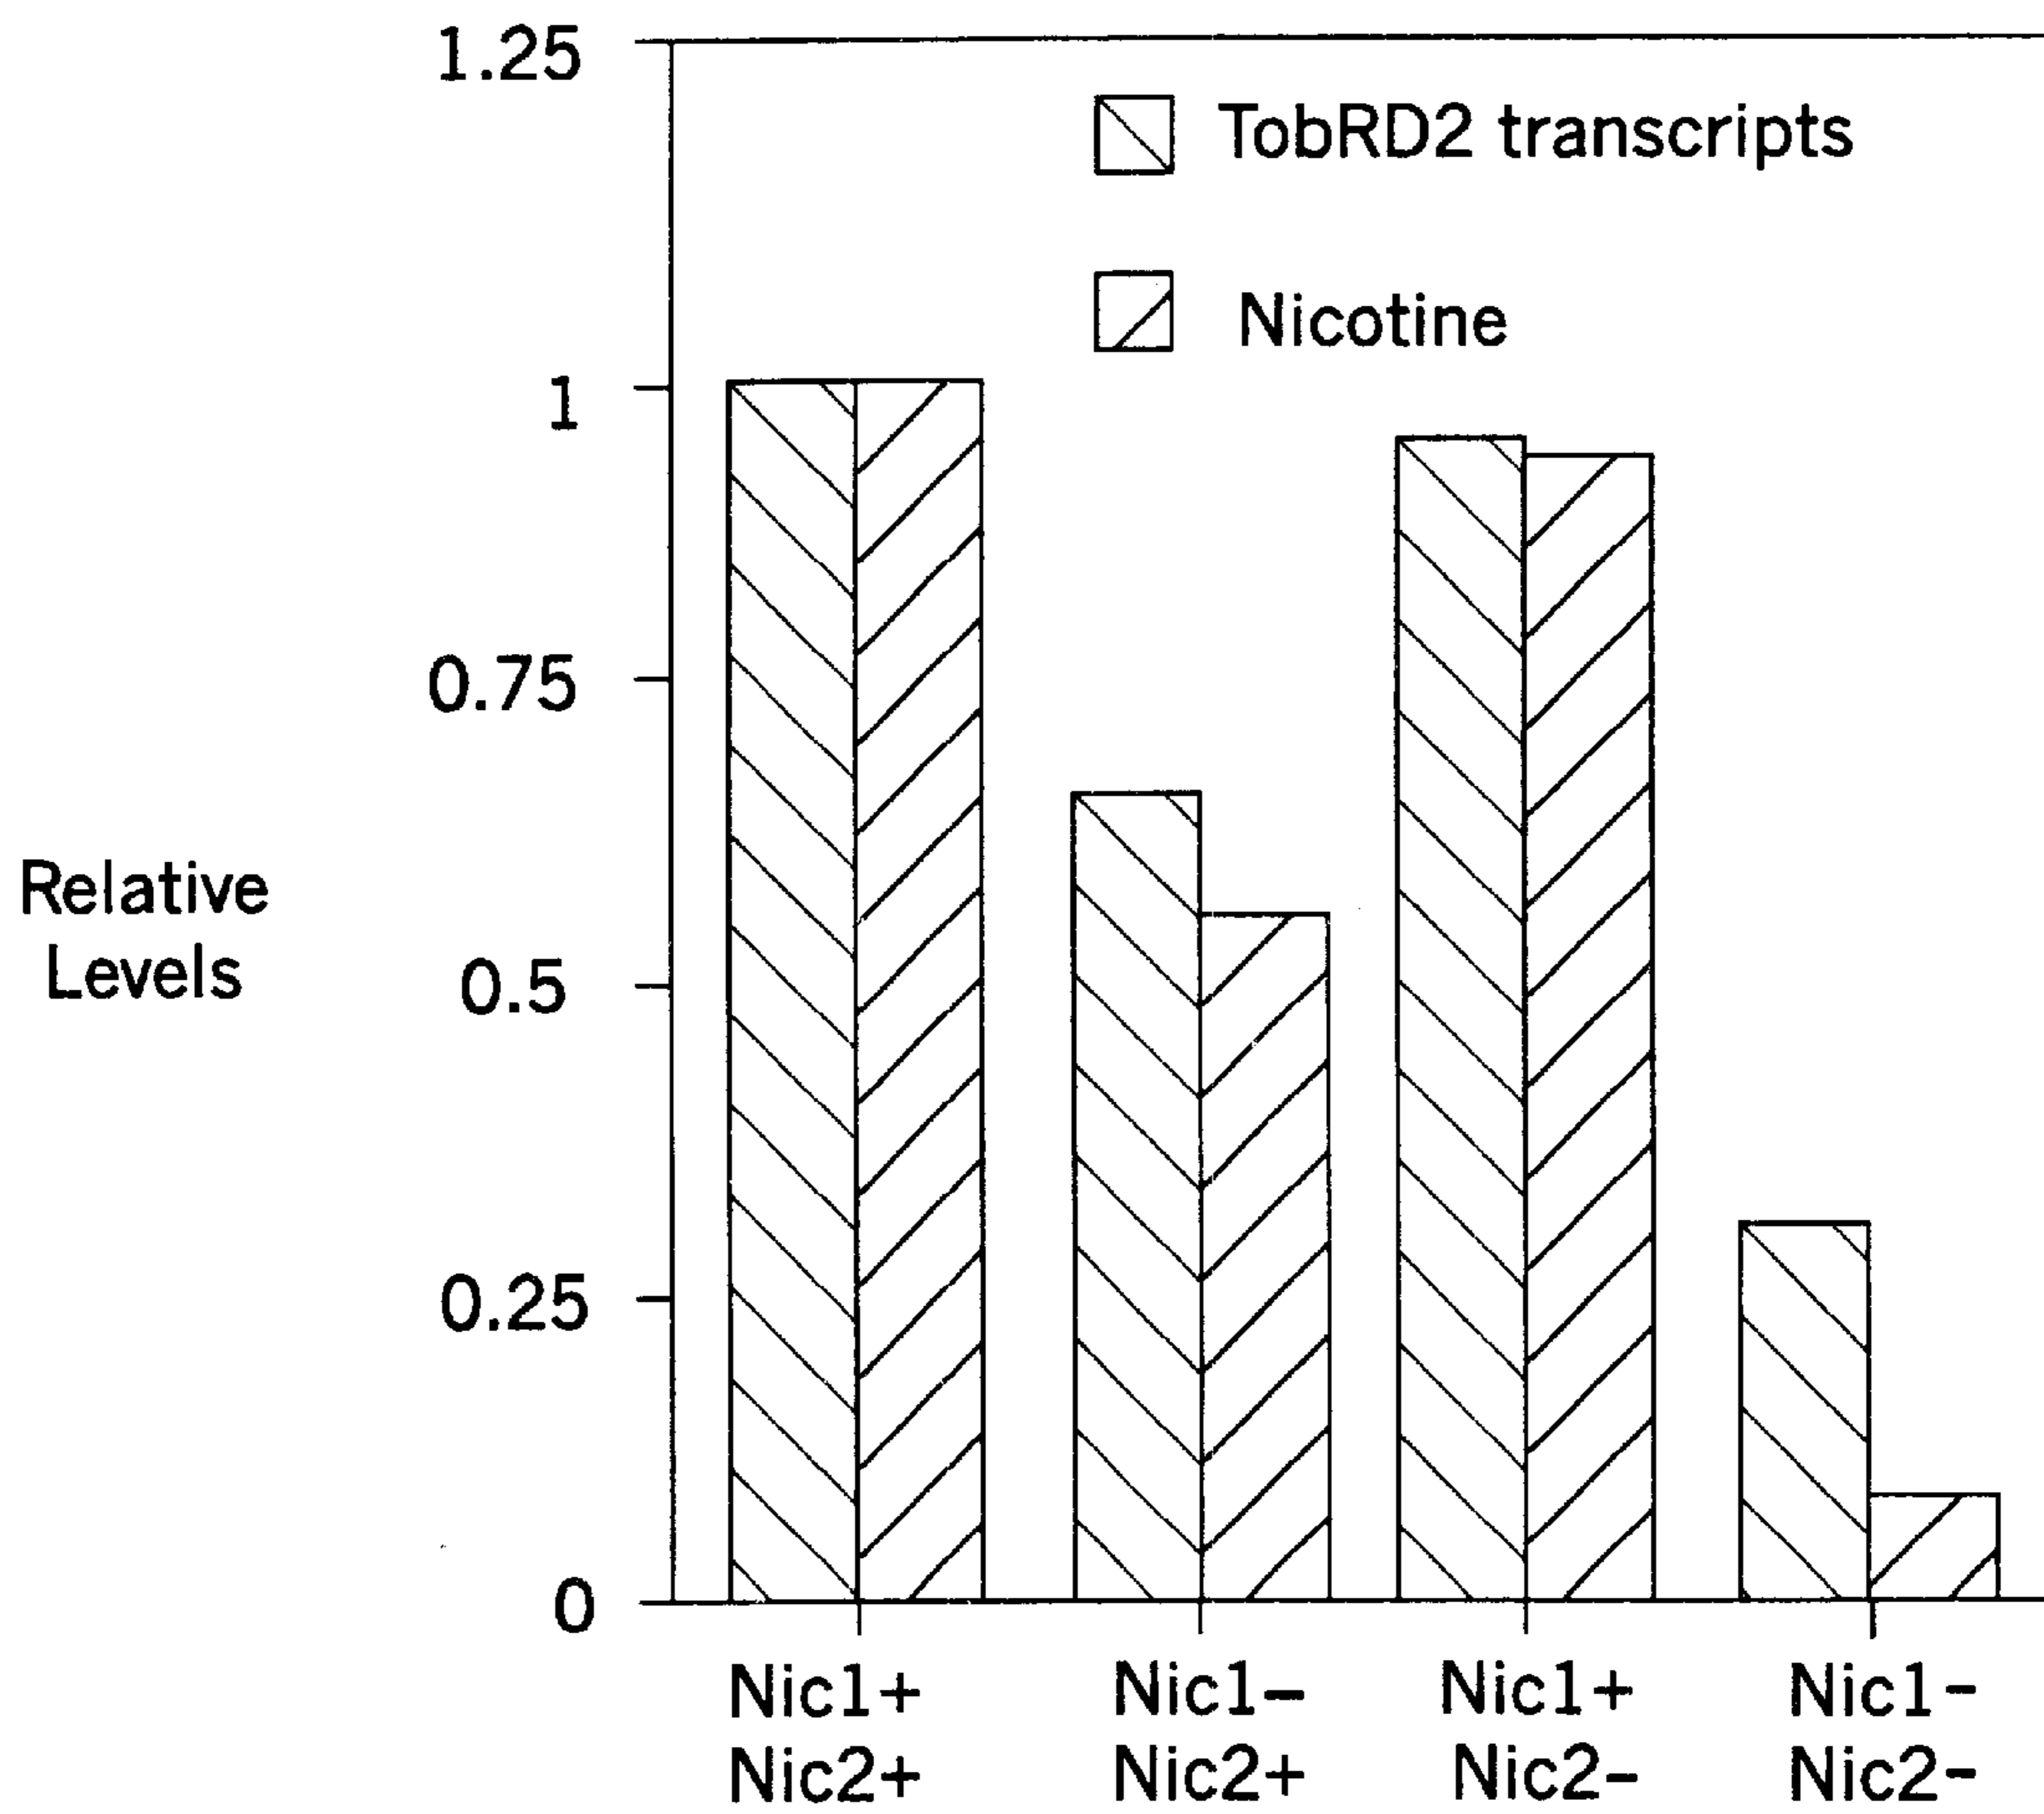 1.25
TobRD2 transcripts
Nicotine
1
0.75
Relative
Levels
0.5
0.25
0
Nic1+ Nic1– Nic1+ Nic1-
Nic2+ Nic2+ Nic2– Nic2-